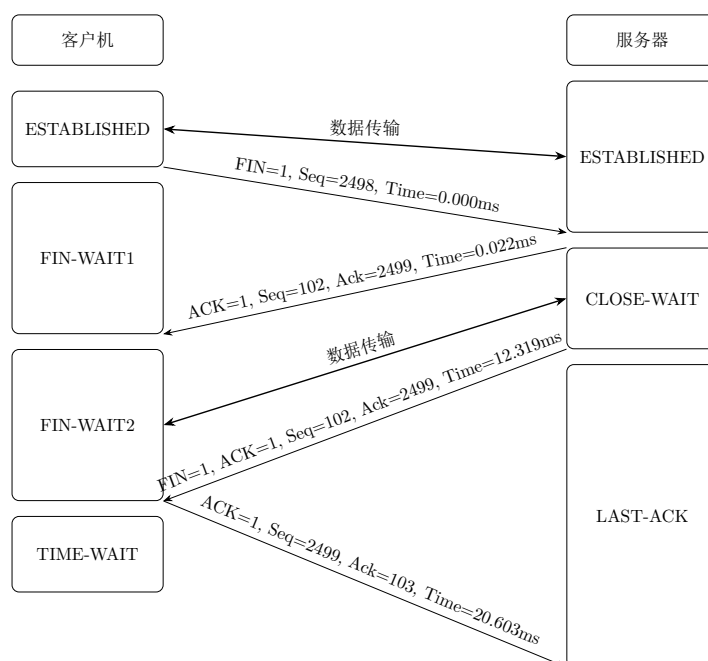 客户机
服务器
ESTABLISHED
数据传输
ESTABLISHED
FIN=1, Seq=2498, Time=0.000ms
FIN-WAIT1
ACK=1, Seq=102, Ack=2499, Time=0.022ms
CLOSE-WAIT
数据传输
FIN-WAIT2
FIN=1, ACK=1, Seq=102, Ack=2499, Time=12.319ms
LAST-ACK
ACK=1, Seq=2499, Ack=103, Time=20.603ms
TIME-WAIT